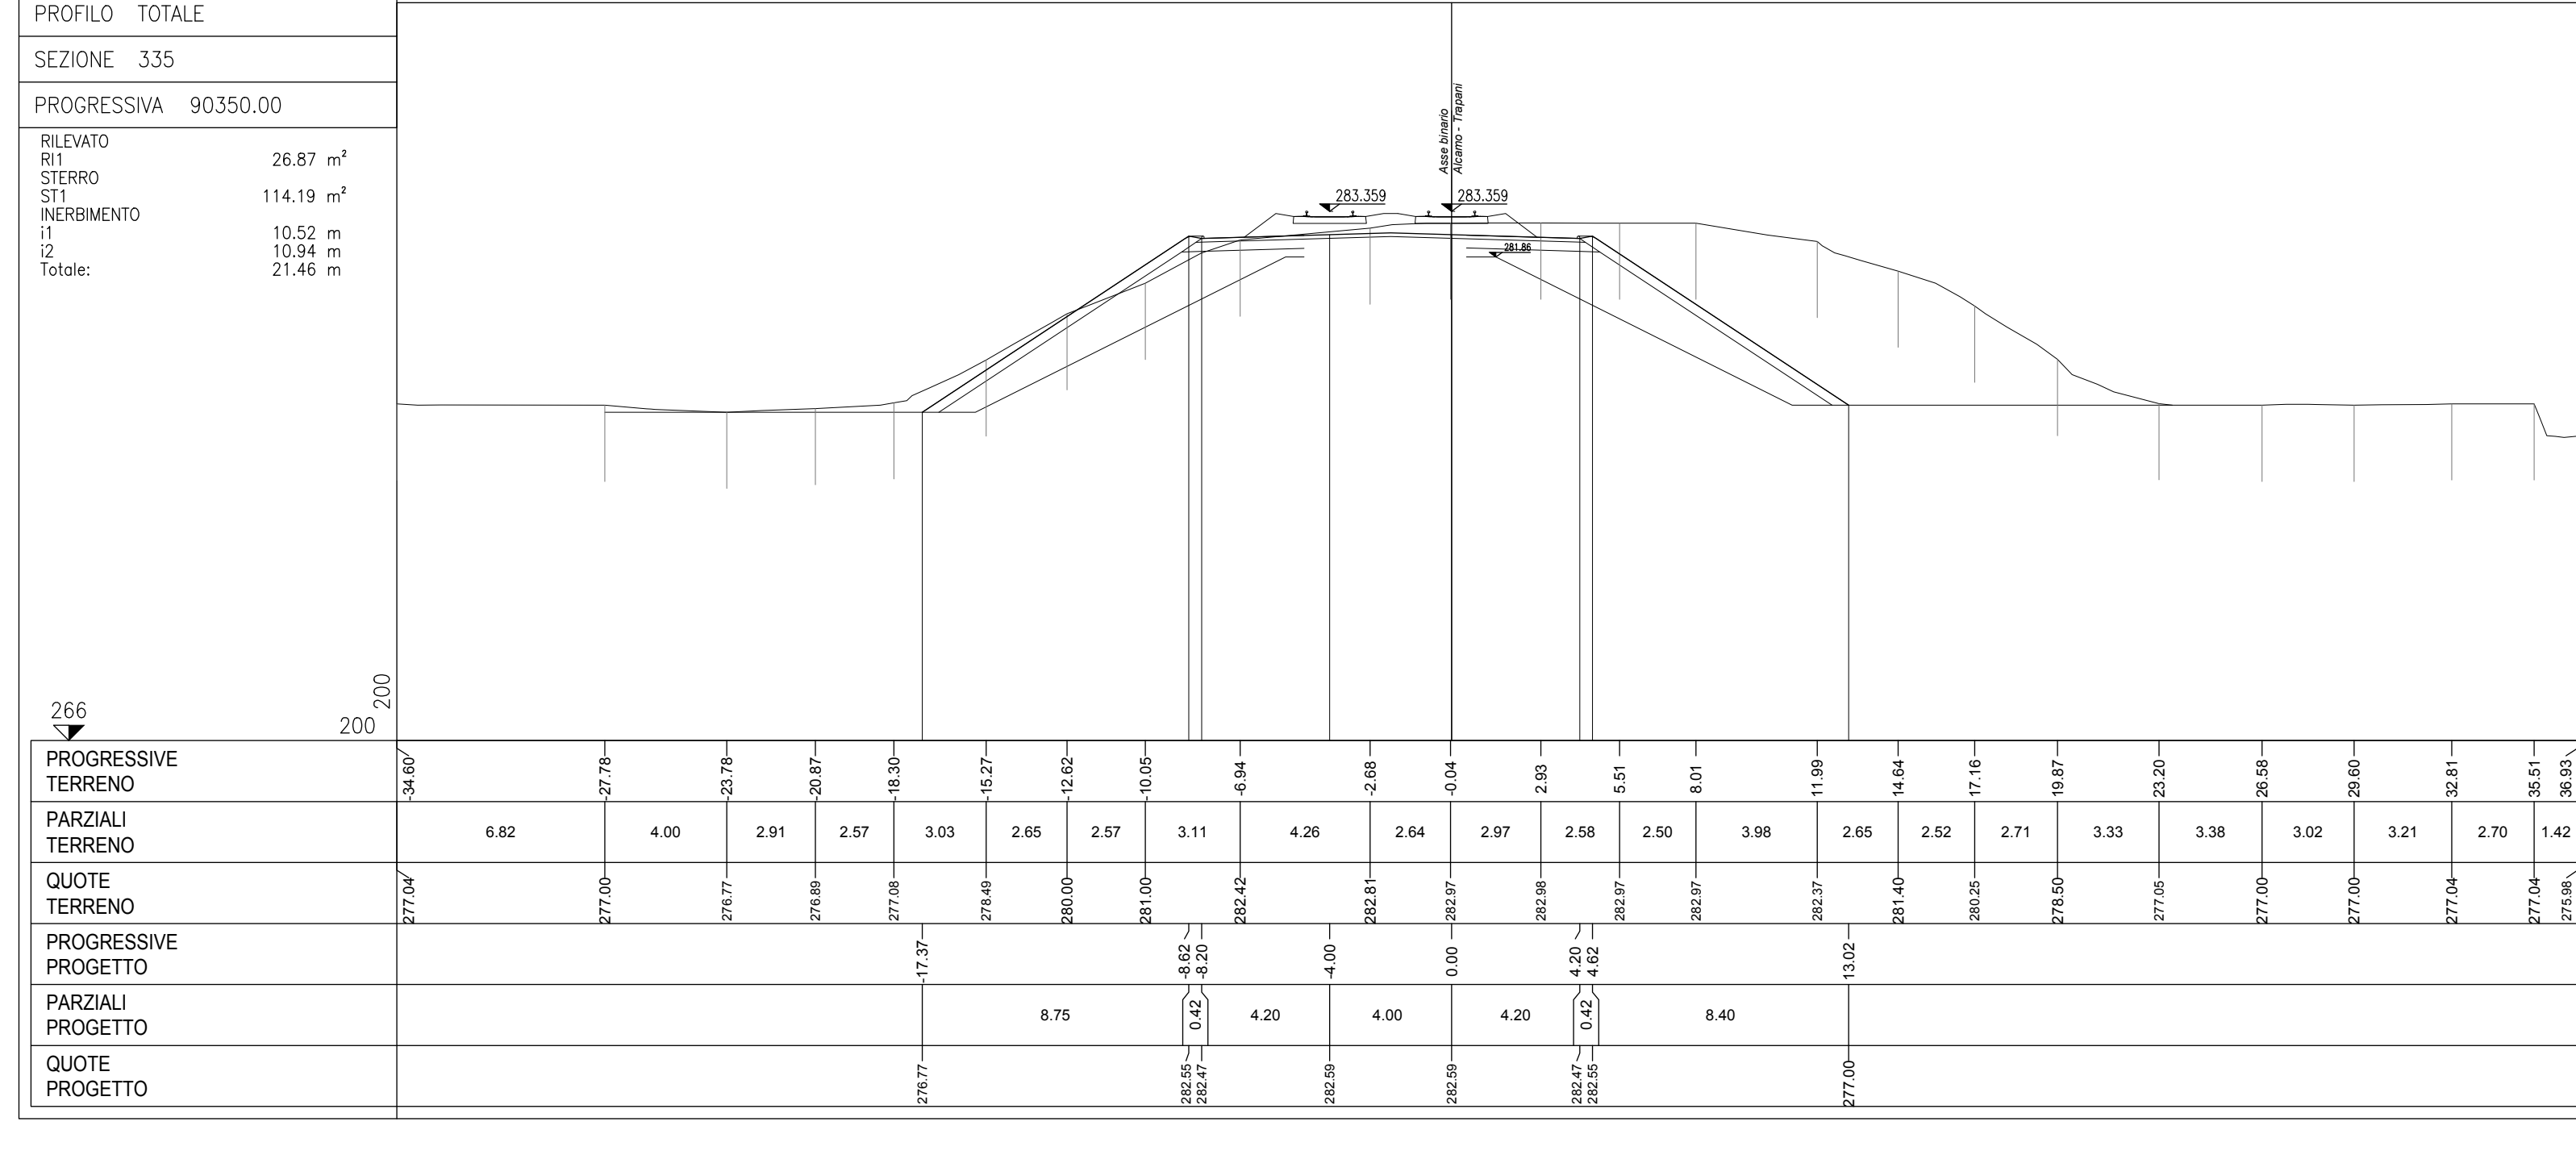 PROFILO TOTALE
SEZIONE 335
PROGRESSIVA 90350.00
RILEVATO
RI1 26.87 m²
STERRO
ST1 114.19 m²
INERBIMENTO
i1 10.52 m
i2 10.94 m
Totale: 21.46 m
Asse binario
Alcamo - Trapani
283.359 283.359
281.86
266
200
200
PROGRESSIVE
TERRENO
-34.60 -27.78 -23.78 -20.87 -18.30 -15.27 -12.62 -10.05 -6.94 -2.68 -0.04 2.93 5.51 8.01 11.99 14.64 17.16 19.87 23.20 26.58 29.60 32.81 35.51 36.93
PARZIALI
TERRENO
6.82 4.00 2.91 2.57 3.03 2.65 2.57 3.11 4.26 2.64 2.97 2.58 2.50 3.98 2.65 2.52 2.71 3.33 3.38 3.02 3.21 2.70 1.42
QUOTE
TERRENO
277.04 277.00 276.77 276.89 277.08 278.49 280.00 281.00 282.42 282.81 282.97 282.98 282.97 282.97 282.37 281.40 280.25 278.50 277.05 277.00 277.00 277.04 277.04 275.98
PROGRESSIVE
PROGETTO
-17.37 -8.62 -8.20 -4.00 0.00 4.20 4.62 13.02
PARZIALI
PROGETTO
8.75 0.42 4.20 4.00 4.20 0.42 8.40
QUOTE
PROGETTO
276.77 282.55 282.47 282.59 282.59 282.47 282.55 277.00